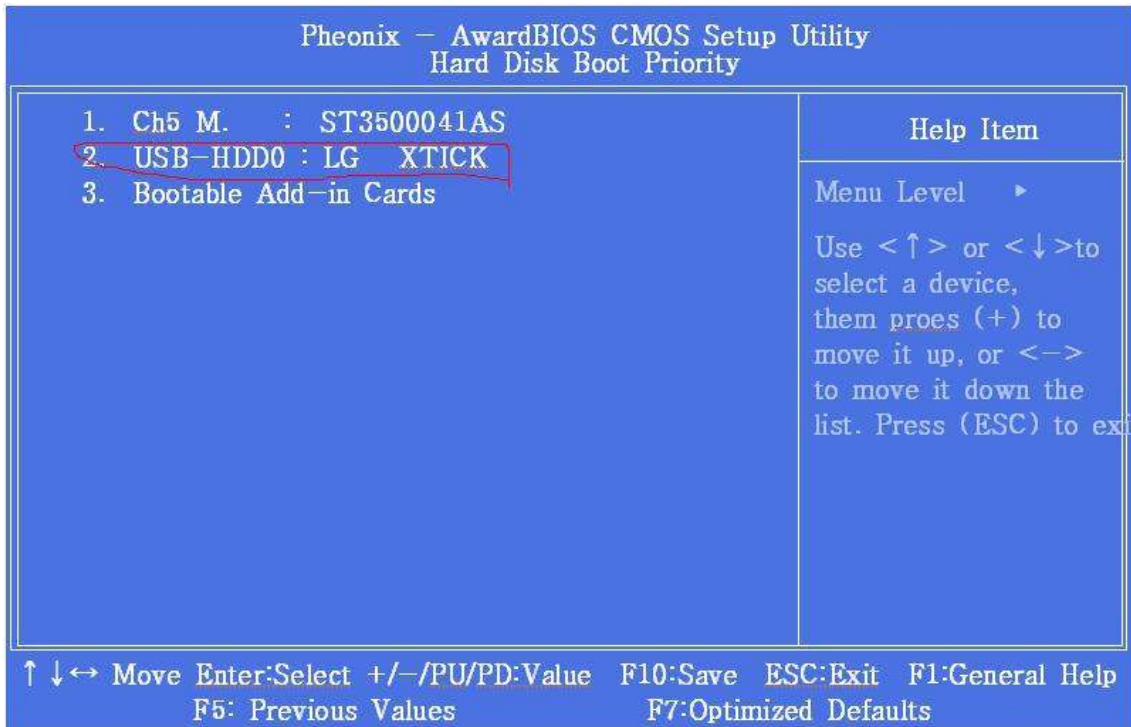 Pheonix - AwardBIOS CMOS Setup Utility
Hard Disk Boot Priority
1. Ch5 M. : ST3500041AS
2. USB-HDD0 : LG XTICK
3. Bootable Add-in Cards
Help Item
Menu Level ▶
Use <↑> or <↓>to
select a device,
them proes (+) to
move it up, or <->
to move it down the
list. Press (ESC) to exi
↑↓↔ Move Enter:Select +/-/PU/PD:Value F10:Save ESC:Exit F1:General Help
F5: Previous Values F7:Optimized Defaults